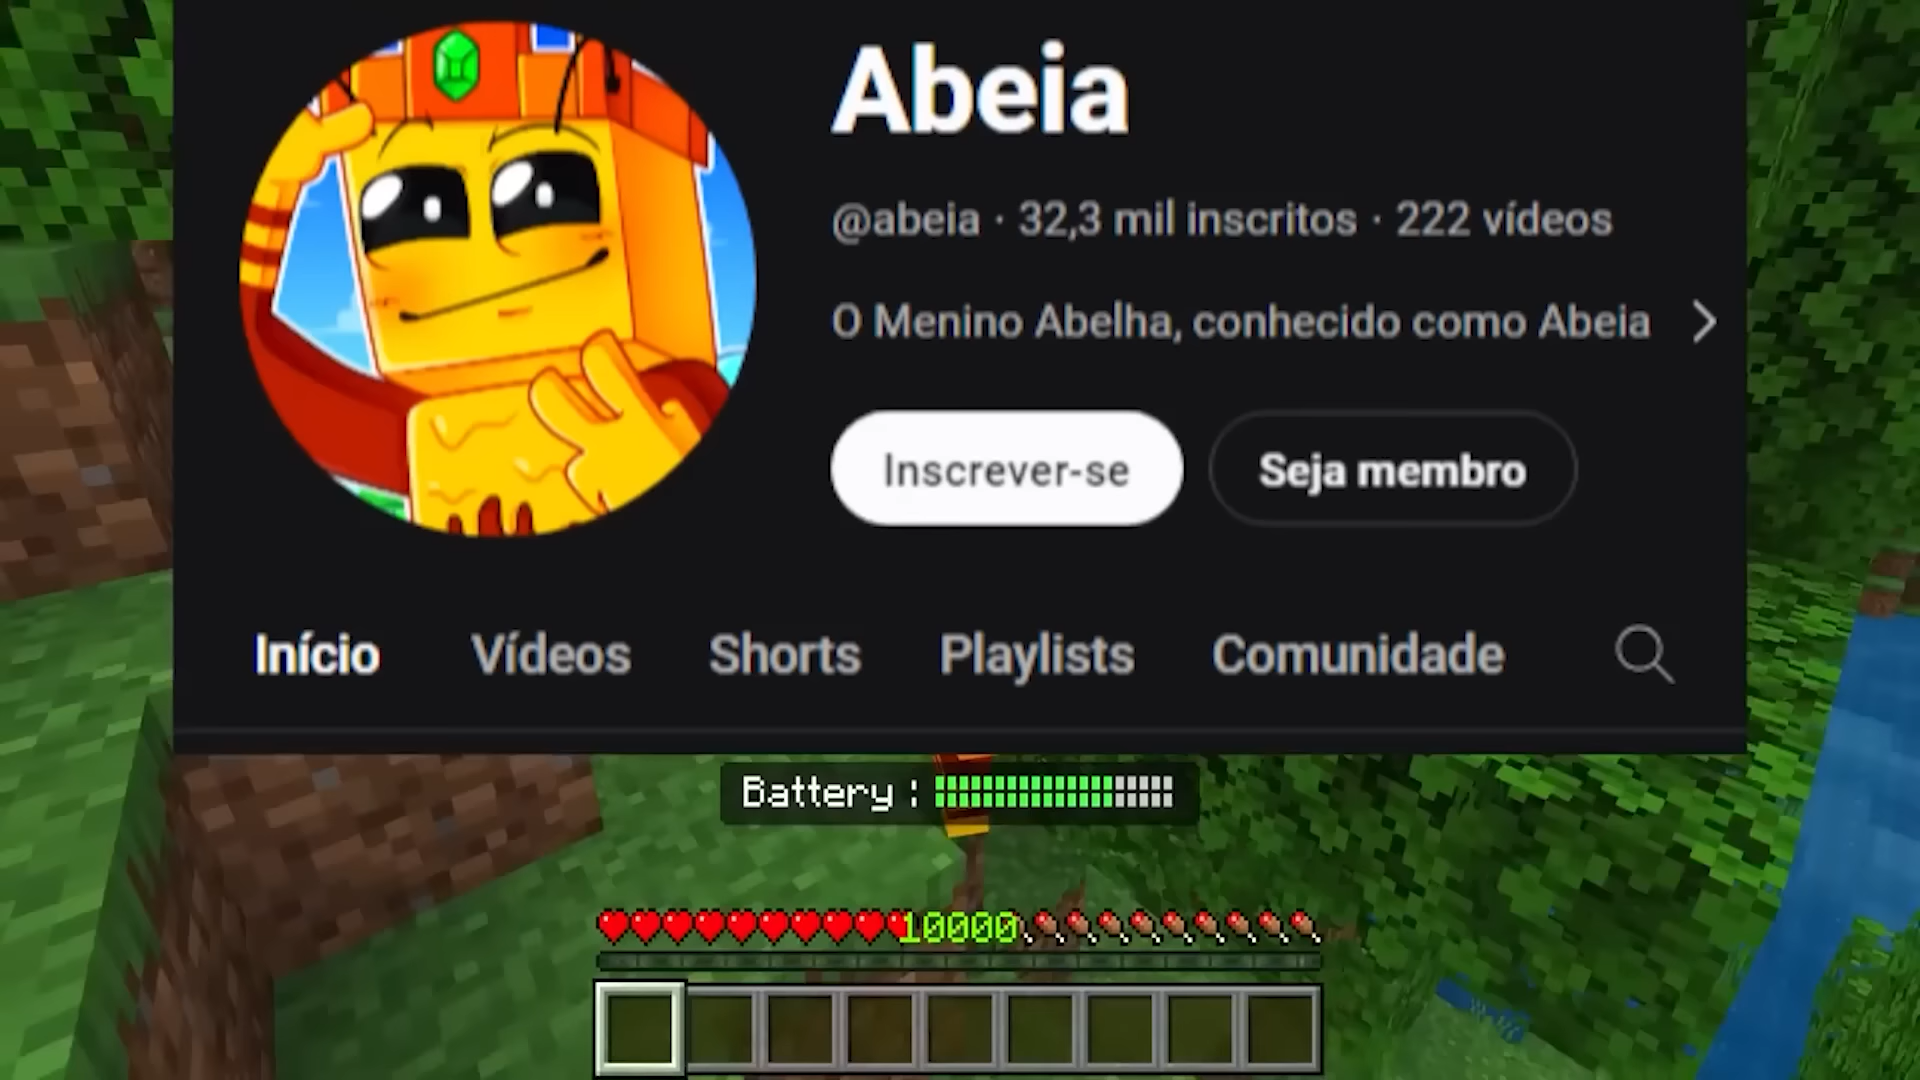 Abeia
@abeia · 32,3 mil inscritos · 222 vídeos
O Menino Abelha, conhecido como Abeia
Inscrever-se
Seja membro
Início
Vídeos
Shorts
Playlists
Comunidade
Battery :
10000